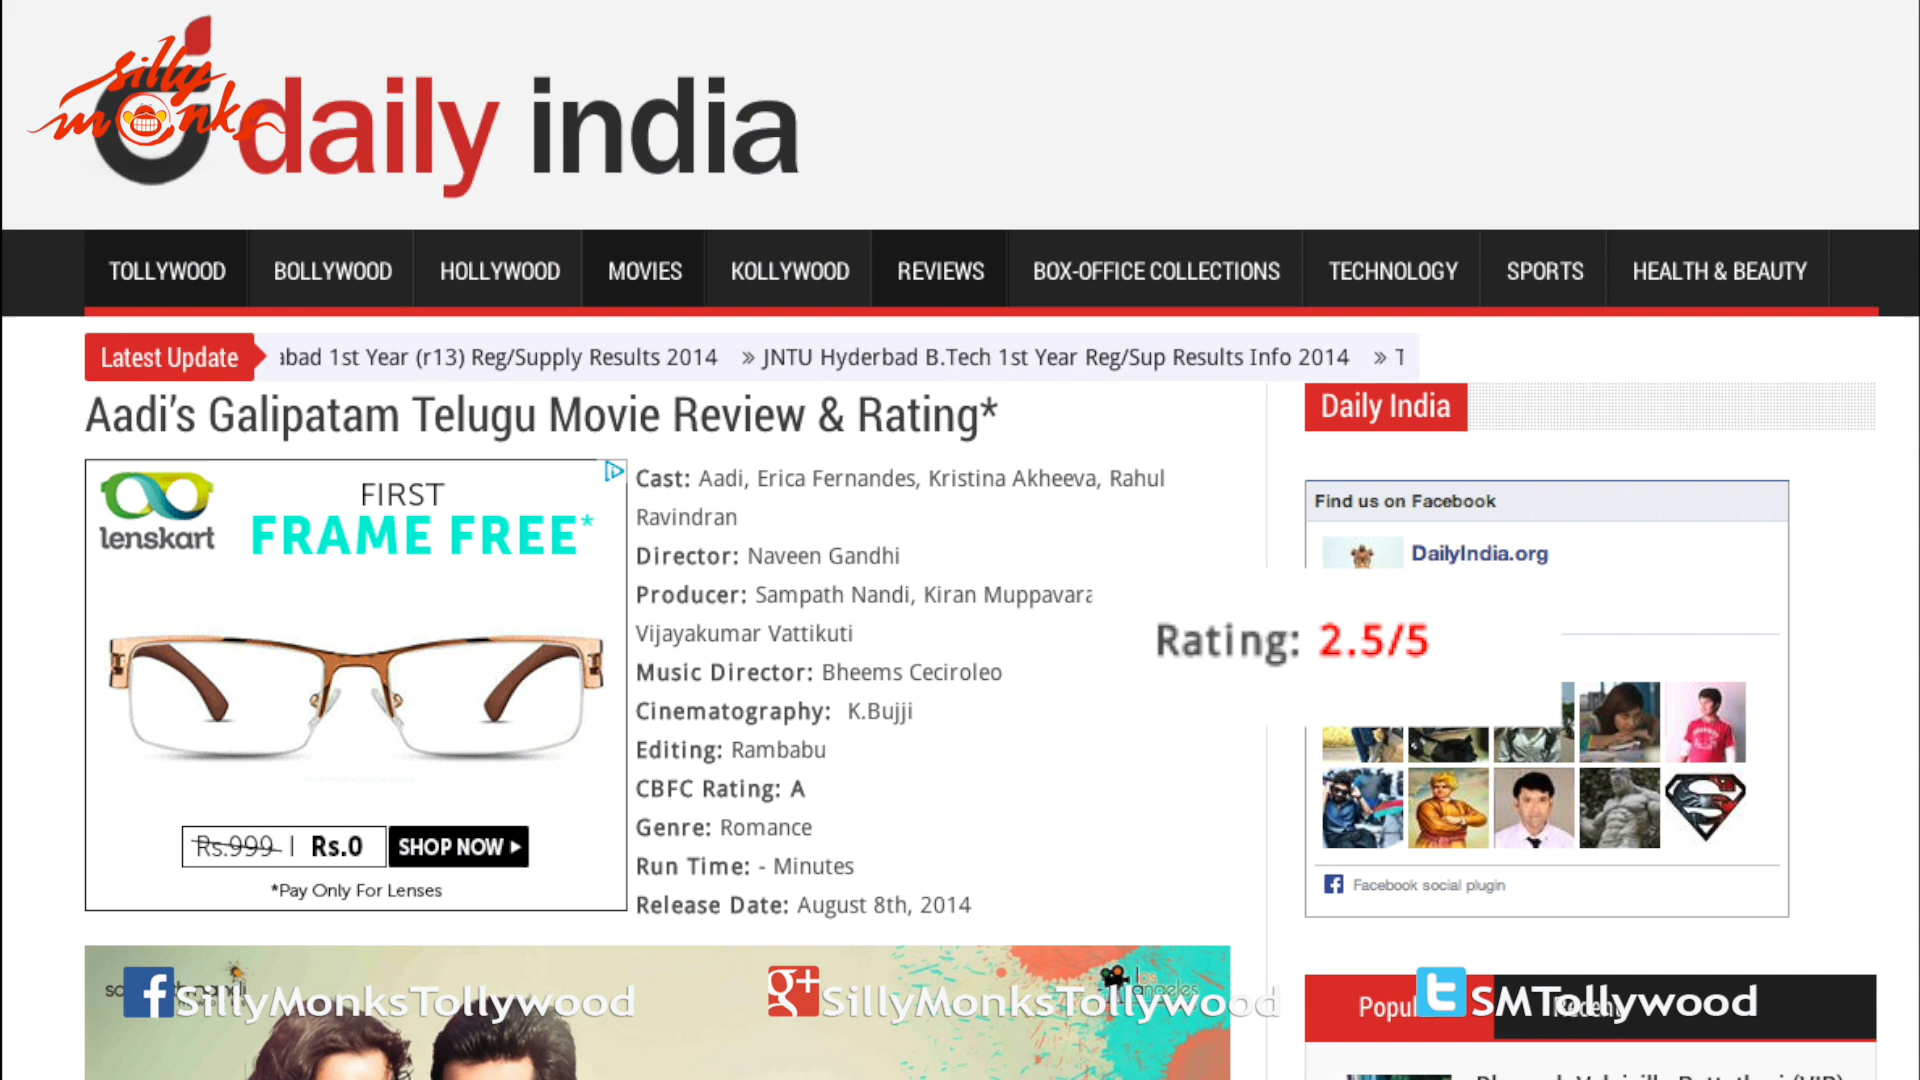 silly monks
daily india
TOLLYWOOD BOLLYWOOD HOLLYWOOD MOVIES KOLLYWOOD REVIEWS BOX-OFFICE COLLECTIONS TECHNOLOGY SPORTS HEALTH & BEAUTY
Latest Update abad 1st Year (r13) Reg/Supply Results 2014 » JNTU Hyderbad B.Tech 1st Year Reg/Sup Results Info 2014 » T
Aadi's Galipatam Telugu Movie Review & Rating*
lenskart
FIRST
FRAME FREE*
Rs.999 | Rs.0 SHOP NOW
*Pay Only For Lenses
Cast: Aadi, Erica Fernandes, Kristina Akheeva, Rahul
Ravindran
Director: Naveen Gandhi
Producer: Sampath Nandi, Kiran Muppavara
Vijayakumar Vattikuti
Music Director: Bheems Ceciroleo
Cinematography: K.Bujji
Editing: Rambabu
CBFC Rating: A
Genre: Romance
Run Time: - Minutes
Release Date: August 8th, 2014
Rating: 2.5/5
Daily India
Find us on Facebook
DailyIndia.org
Facebook social plugin
los angeles
SillyMonksTollywood
g+ SillyMonksTollywood
SMTollywood
Popu Recent